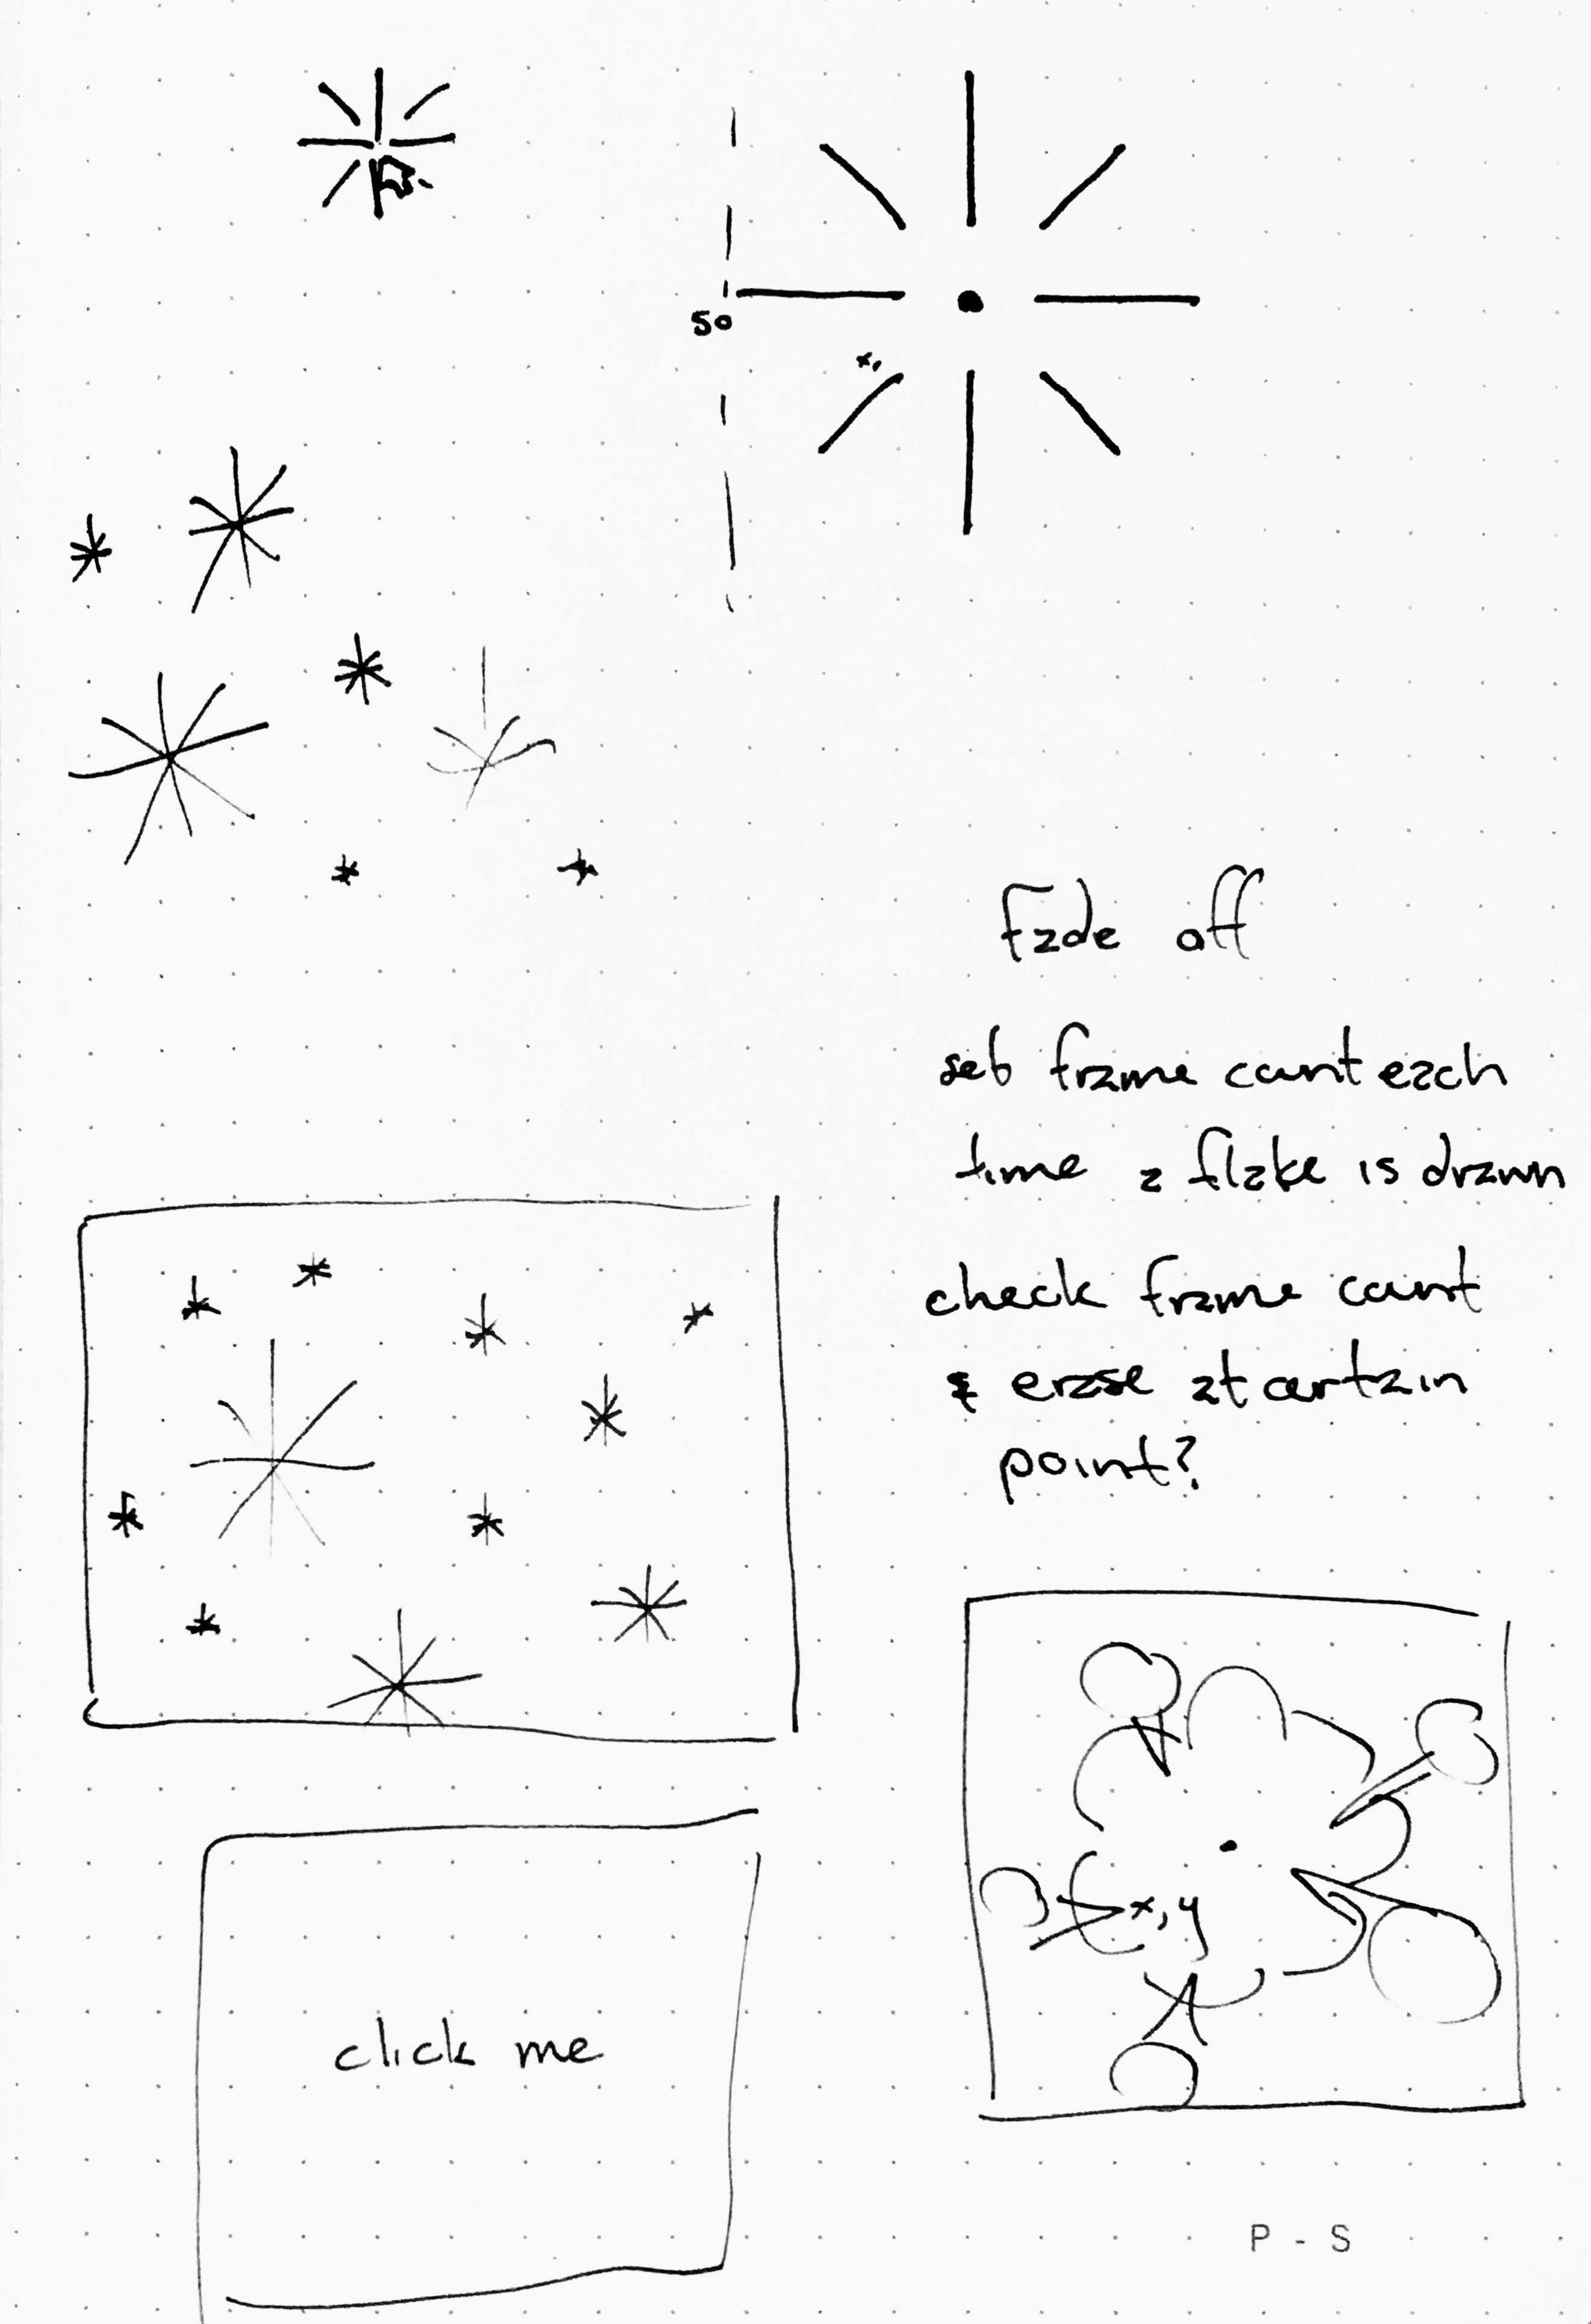 50
x,
Fade off
set frame count each
time a flake is drawn
check frame count
& erase at certain
point?
x, y
click me
P - S